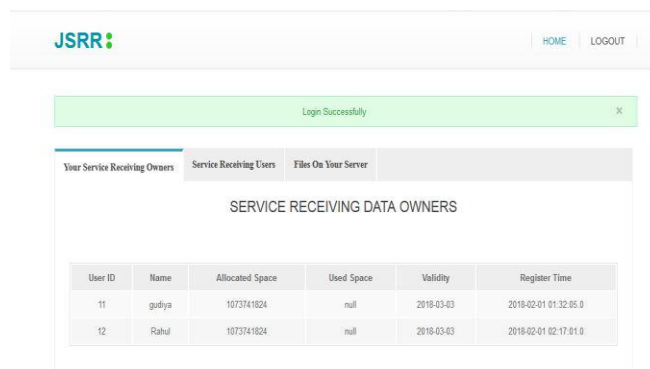 JSRR:
HOME LOGOUT
Login Successfully ×
Your Service Receiving Owners Service Receiving Users Files On Your Server
SERVICE RECEIVING DATA OWNERS
User ID Name Allocated Space Used Space Validity Register Time
11 gudiya 1073741824 null 2018-03-03 2018-02-01 01:32:05.0
12 Rahul 1073741824 null 2018-03-03 2018-02-01 02:17:01.0